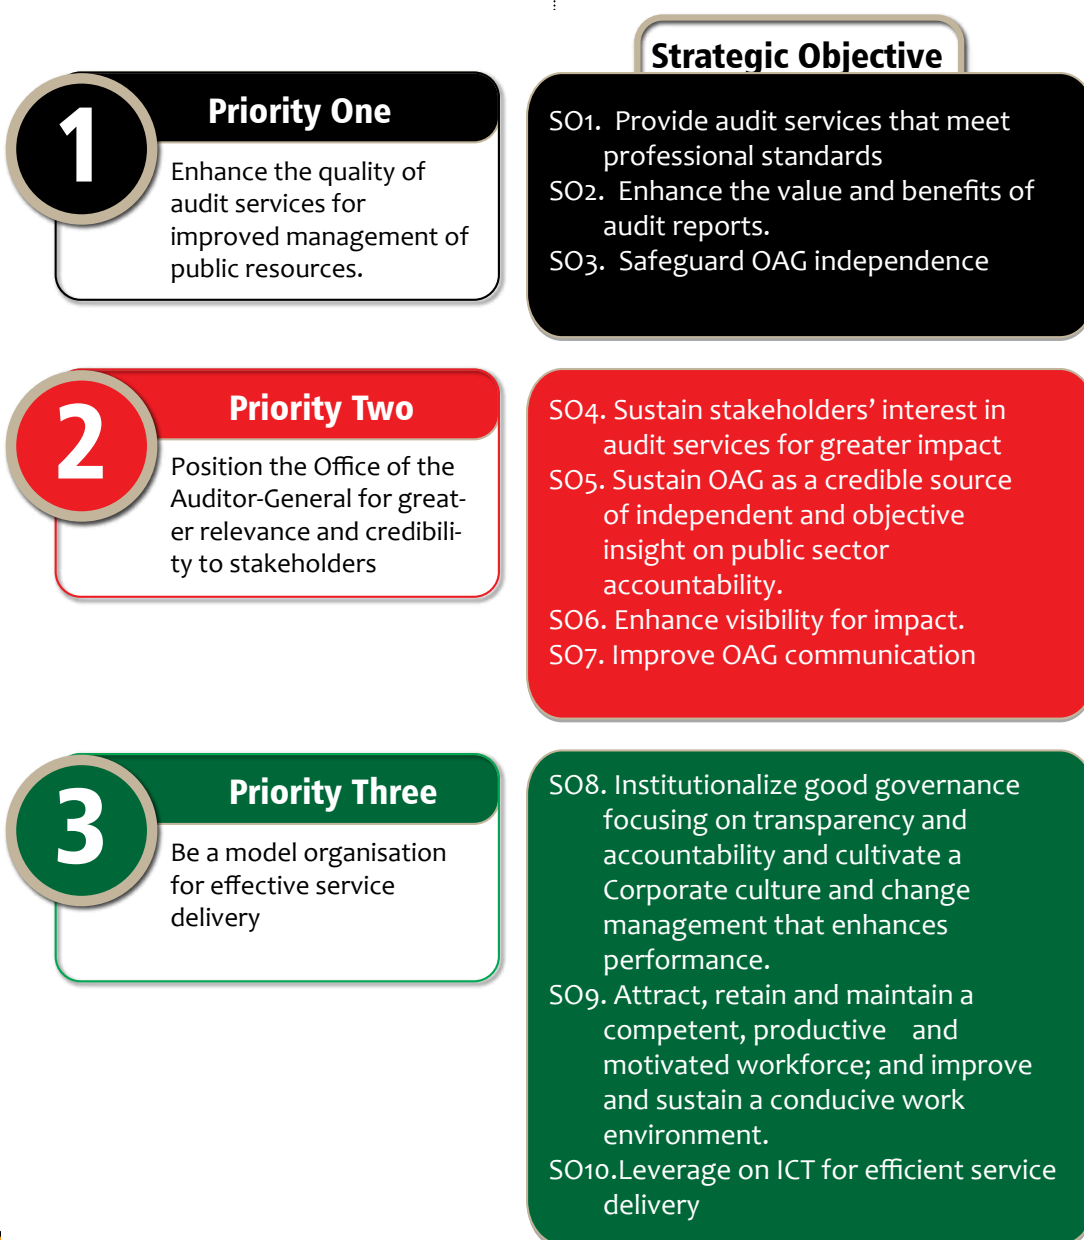 Strategic Objective
1
Priority One
Enhance the quality of
audit services for
improved management of
public resources.
SO1. Provide audit services that meet
professional standards
SO2. Enhance the value and benefits of
audit reports.
SO3. Safeguard OAG independence
2
Priority Two
Position the Office of the
Auditor-General for great-
er relevance and credibili-
ty to stakeholders
SO4. Sustain stakeholders’ interest in
audit services for greater impact
SO5. Sustain OAG as a credible source
of independent and objective
insight on public sector
accountability.
SO6. Enhance visibility for impact.
SO7. Improve OAG communication
3
Priority Three
Be a model organisation
for effective service
delivery
SO8. Institutionalize good governance
focusing on transparency and
accountability and cultivate a
Corporate culture and change
management that enhances
performance.
SO9. Attract, retain and maintain a
competent, productive and
motivated workforce; and improve
and sustain a conducive work
environment.
SO10.Leverage on ICT for efficient service
delivery